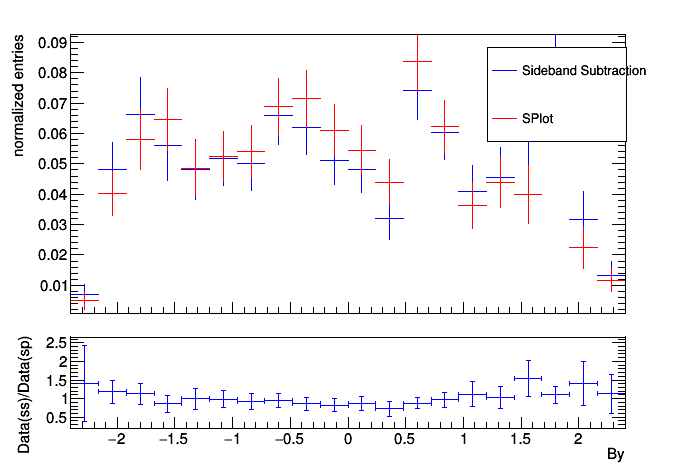 normalized entries
0.09
0.08
0.07
0.06
0.05
0.04
0.03
0.02
0.01
Sideband Subtraction
SPlot
Data(ss)/Data(sp)
2.5
2
1.5
1
0.5
−2 −1.5 −1 −0.5 0 0.5 1 1.5 2
By